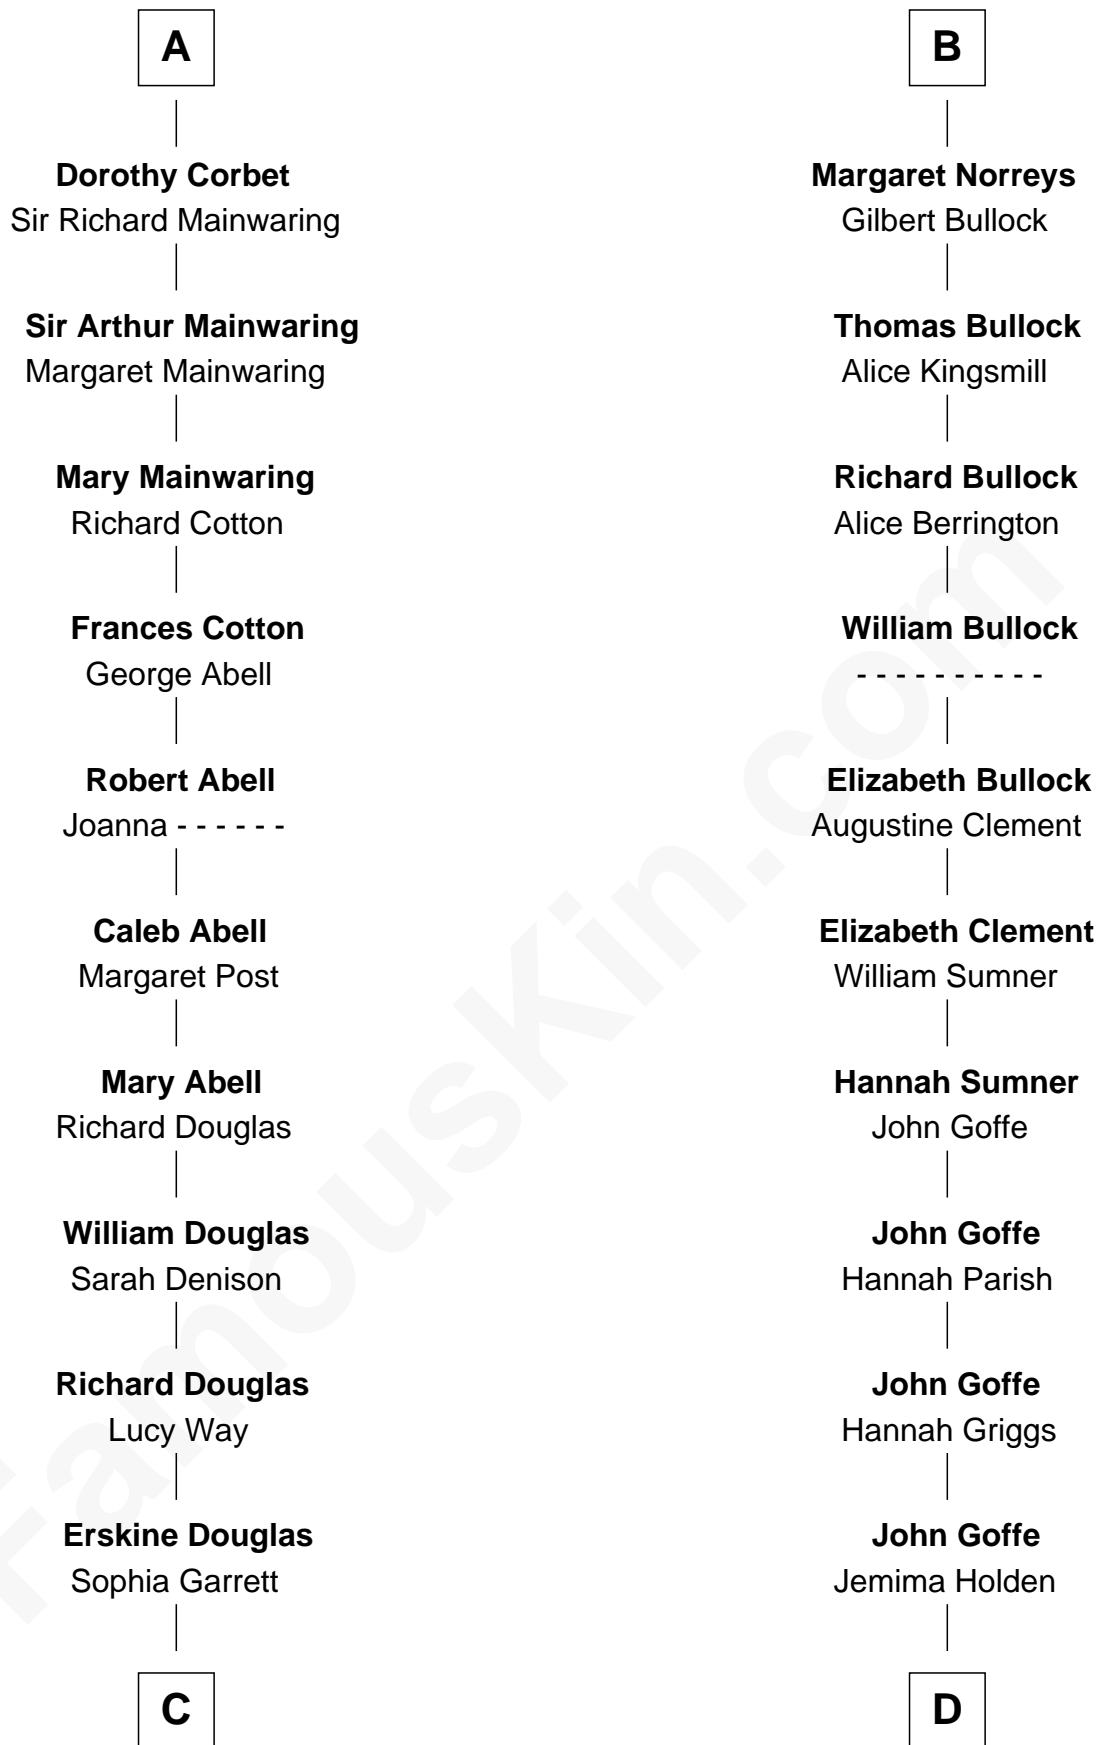 A
Dorothy Corbet
Sir Richard Mainwaring
Sir Arthur Mainwaring
Margaret Mainwaring
Mary Mainwaring
Richard Cotton
Frances Cotton
George Abell
Robert Abell
Joanna - - - - - -
Caleb Abell
Margaret Post
Mary Abell
Richard Douglas
William Douglas
Sarah Denison
Richard Douglas
Lucy Way
Erskine Douglas
Sophia Garrett
C
B
Margaret Norreys
Gilbert Bullock
Thomas Bullock
Alice Kingsmill
Richard Bullock
Alice Berrington
William Bullock
- - - - - - - - - -
Elizabeth Bullock
Augustine Clement
Elizabeth Clement
William Sumner
Hannah Sumner
John Goffe
John Goffe
Hannah Parish
John Goffe
Hannah Griggs
John Goffe
Jemima Holden
D
FamousKin.com